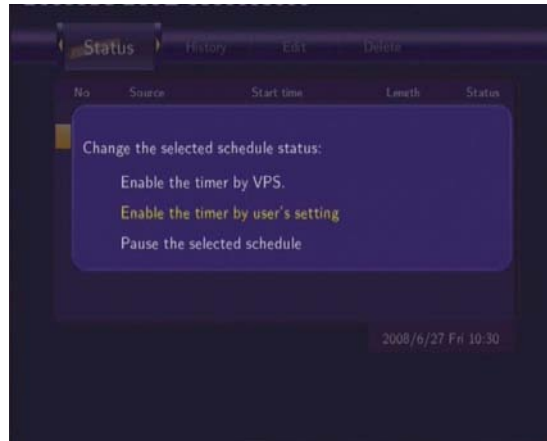 Status History Edit Delete
No Source Start time Length Status
Change the selected schedule status:
Enable the timer by VPS.
Enable the timer by user's setting
Pause the selected schedule
2008/6/27 Fri 10:30